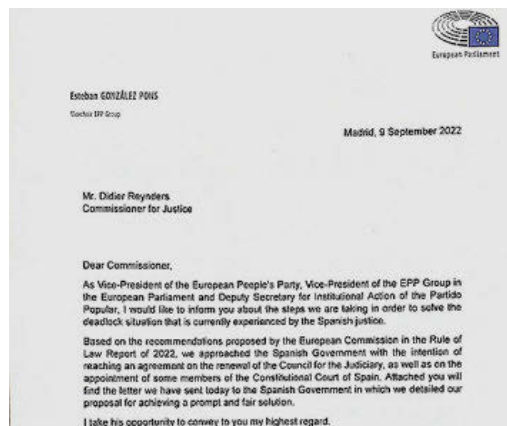 European Parliament
Esteban GONZÁLEZ PONS
Vicechair EPP Group
Madrid, 9 September 2022
Mr. Didier Reynders
Commissioner for Justice
Dear Commissioner,
As Vice-President of the European People's Party, Vice-President of the EPP Group in
the European Parliament and Deputy Secretary for Institutional Action of the Partido
Popular, I would like to inform you about the steps we are taking in order to solve the
deadlock situation that is currently experienced by the Spanish justice.
Based on the recommendations proposed by the European Commission in the Rule of
Law Report of 2022, we approached the Spanish Government with the intention of
reaching an agreement on the renewal of the Council for the Judiciary, as well as on the
appointment of some members of the Constitutional Court of Spain. Attached you will
find the letter we have sent today to the Spanish Government in which we detailed our
proposal for achieving a prompt and fair solution.
I take his opportunity to convey to you my highest regard.